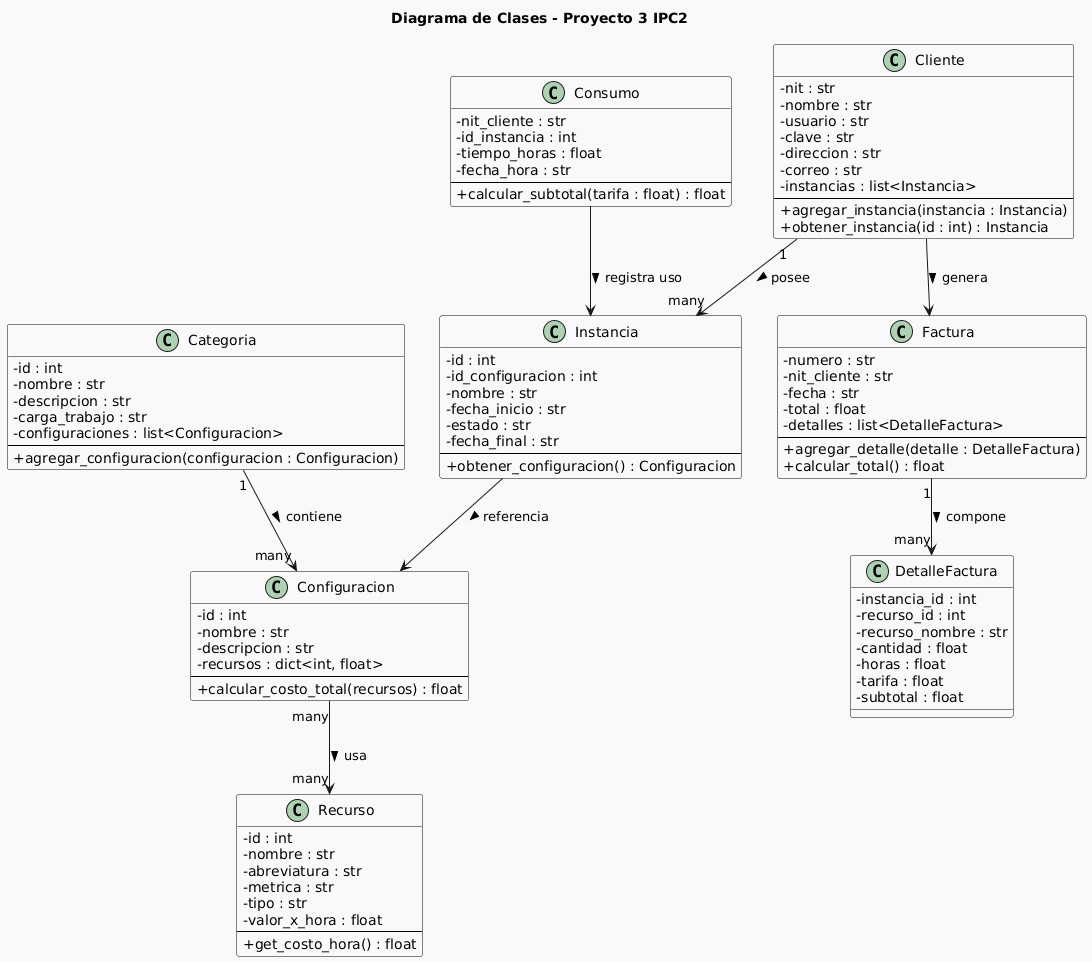 Diagrama de Clases - Proyecto 3 IPC2
C Cliente
-nit : str
-nombre : str
-usuario : str
-clave : str
-direccion : str
-correo : str
-instancias : list<Instancia>
+agregar_instancia(instancia : Instancia)
+obtener_instancia(id : int) : Instancia
C Consumo
-nit_cliente : str
-id_instancia : int
-tiempo_horas : float
-fecha_hora : str
+calcular_subtotal(tarifa : float) : float
registra uso
1
posee
many
genera
C Categoria
-id : int
-nombre : str
-descripcion : str
-carga_trabajo : str
-configuraciones : list<Configuracion>
+agregar_configuracion(configuracion : Configuracion)
C Instancia
-id : int
-id_configuracion : int
-nombre : str
-fecha_inicio : str
-estado : str
-fecha_final : str
+obtener_configuracion() : Configuracion
C Factura
-numero : str
-nit_cliente : str
-fecha : str
-total : float
-detalles : list<DetalleFactura>
+agregar_detalle(detalle : DetalleFactura)
+calcular_total() : float
1
contiene
many
referencia
1
compone
many
C Configuracion
-id : int
-nombre : str
-descripcion : str
-recursos : dict<int, float>
+calcular_costo_total(recursos) : float
C DetalleFactura
-instancia_id : int
-recurso_id : int
-recurso_nombre : str
-cantidad : float
-horas : float
-tarifa : float
-subtotal : float
many
usa
many
C Recurso
-id : int
-nombre : str
-abreviatura : str
-metrica : str
-tipo : str
-valor_x_hora : float
+get_costo_hora() : float